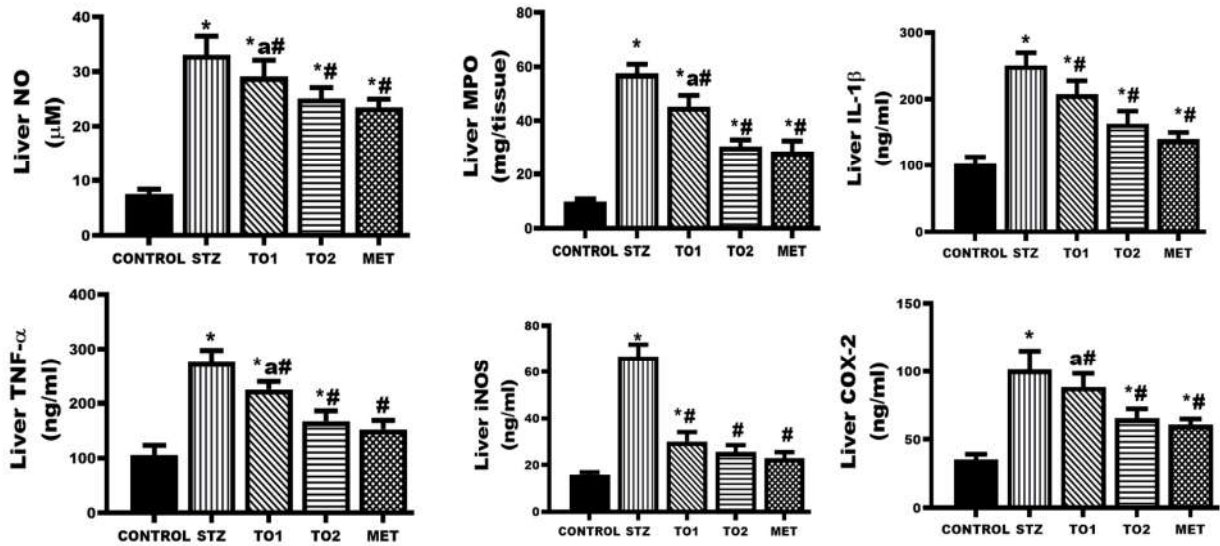 Liver NO
(μM)
40
30
20
10
0
*
*a#
*#
*#
CONTROL STZ TO1 TO2 MET
Liver MPO
(mg/tissue)
80
60
40
20
0
*
*a#
*#
*#
CONTROL STZ TO1 TO2 MET
Liver IL-1β
(ng/ml)
300
200
100
0
*
*#
*#
*#
CONTROL STZ TO1 TO2 MET
Liver TNF-α
(ng/ml)
400
300
200
100
0
*
*a#
*#
#
CONTROL STZ TO1 TO2 MET
Liver iNOS
(ng/ml)
80
60
40
20
0
*
*#
#
#
CONTROL STZ TO1 TO2 MET
Liver COX-2
(ng/ml)
150
100
50
0
*
a#
*#
*#
CONTROL STZ TO1 TO2 MET